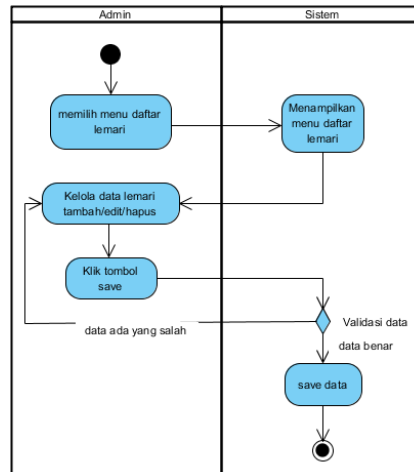 Admin
Sistem
memilih menu daftar
lemari
Menampilkan
menu daftar
lemari
Kelola data lemari
tambah/edit/hapus
Klik tombol
save
data ada yang salah
Validasi data
data benar
save data